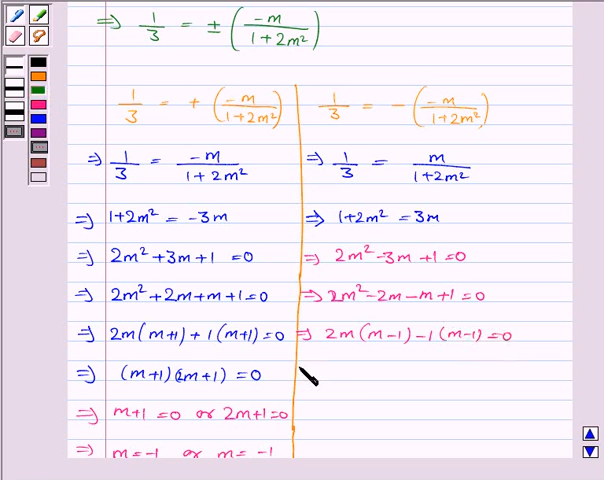 ⇒ 1/3 = ± (-m/(1+2m²))
1/3 = + (-m/(1+2m²))
⇒ 1/3 = -m/(1+2m²)
⇒ 1+2m² = -3m
⇒ 2m² +3m+1 =0
⇒ 2m² +2m+m+1=0
⇒ 2m(m+1)+1(m+1)=0
⇒ (m+1)(2m+1)=0
⇒ m+1=0 or 2m+1=0
⇒ m=-1 or m= -1
1/3 = - (-m/(1+2m²))
⇒ 1/3 = m/(1+2m²)
⇒ 1+2m² =3m
⇒ 2m² -3m+1=0
⇒ 2m²-2m-m+1=0
⇒ 2m(m-1)-1(m-1)=0